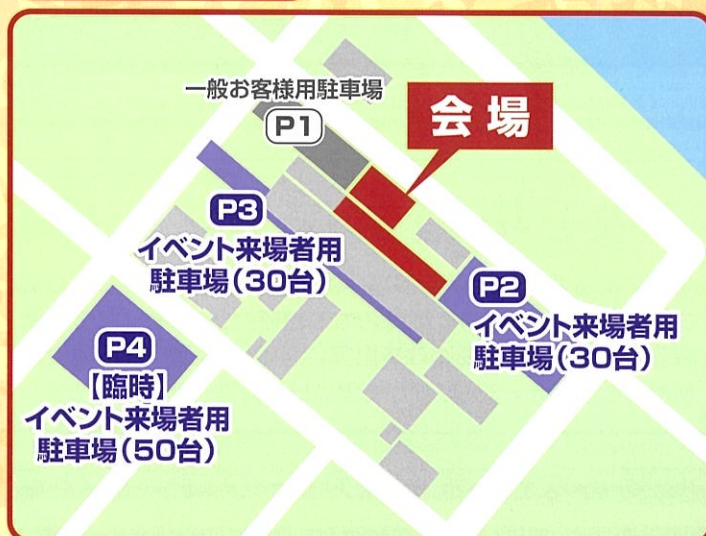 一般お客様用駐車場
P1
会場
P3
イベント来場者用
駐車場(30台)
P2
イベント来場者用
駐車場(30台)
P4
【臨時】
イベント来場者用
駐車場(50台)